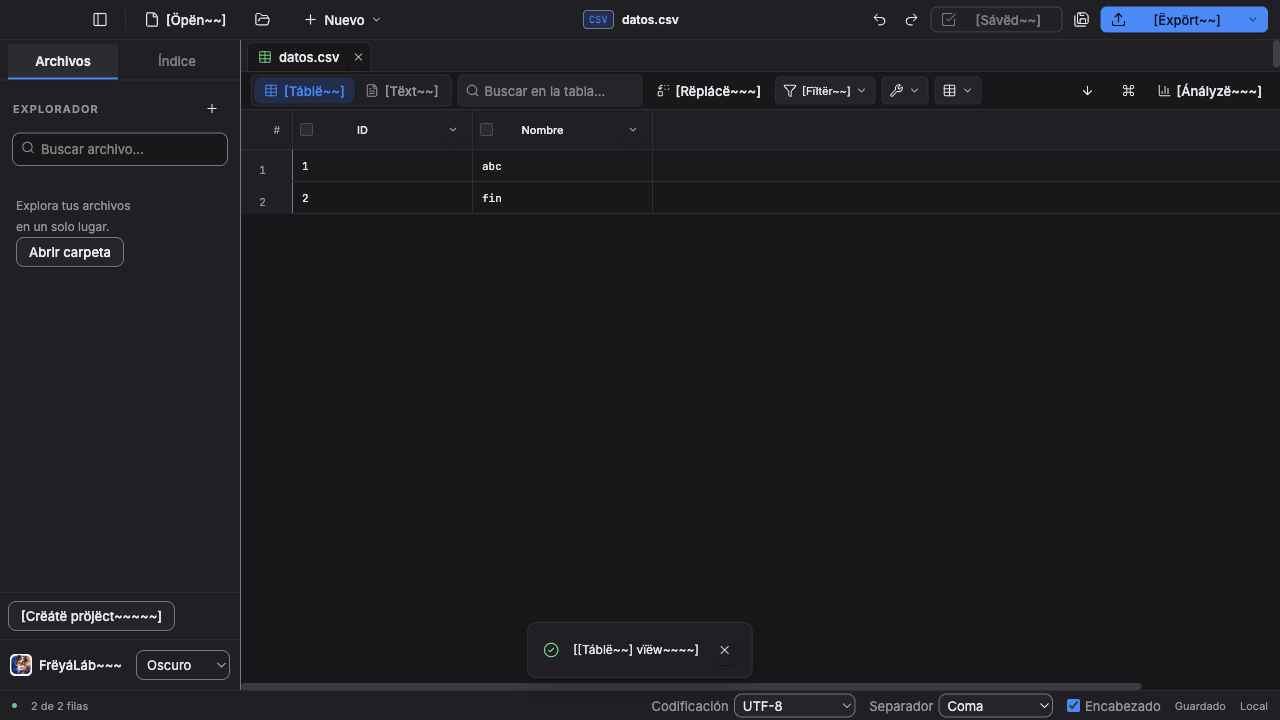 [Öpën~~]
Nuevo
CSV datos.csv
[Sávëd~~]
[Ëxpört~~]
Archivos
Índice
datos.csv
[Táblë~~]
[Tëxt~~]
Buscar en la tabla...
[Rëplácë~~~]
[Fïltër~~]
[Ánályzë~~~]
EXPLORADOR
Buscar archivo...
Explora tus archivos
en un solo lugar.
Abrir carpeta
# ID Nombre
1 1 abc
2 2 fin
[Crëátë pröjëct~~~~~]
FrëyáLáb~~~
Oscuro
[[Táblë~~] vïëw~~~~]
2 de 2 filas
Codificación UTF-8
Separador Coma
Encabezado
Guardado
Local